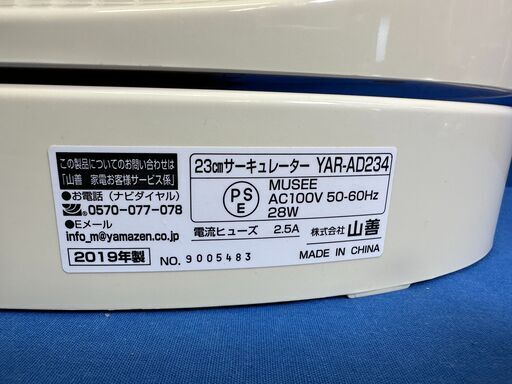 この製品についてのお問い合わせは
「山善 家電お客様サービス係」
●お電話（ナビダイヤル）
0570-077-078
●Eメール
info_m@yamazen.co.jp
2019年製
NO. 9005483
23cmサーキュレーター YAR-AD234
PS
E
MUSEE
AC100V 50-60Hz
28W
電流ヒューズ 2.5A
株式会社 山善
MADE IN CHINA